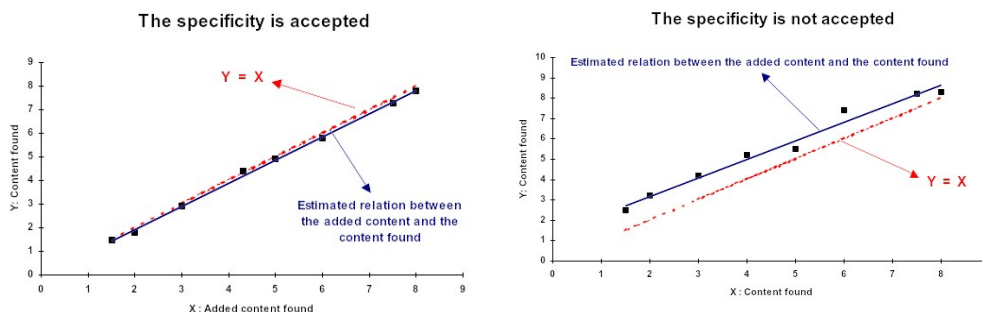 The specificity is accepted
9
8
7
6
5
4
3
2
1
0
Y: Content found
Y = X
Estimated relation between
the added content and the
content found
0 1 2 3 4 5 6 7 8 9
X : Added content found
The specificity is not accepted
10
9
8
7
6
5
4
3
2
1
0
Y: Content found
Estimated relation between the added content and the content found
Y = X
0 1 2 3 4 5 6 7 8
X : Content found